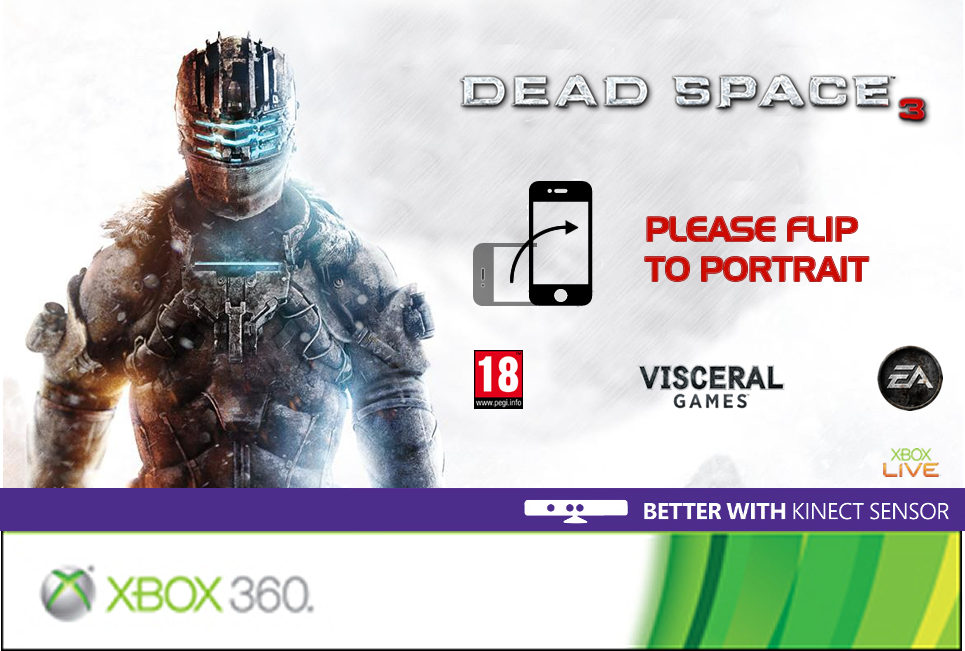 DEAD SPACE™ 3
PLEASE FLIP
TO PORTRAIT
18
www.pegi.info
VISCERAL
GAMES
EA
XBOX
LIVE
BETTER WITH KINECT SENSOR
XBOX 360.